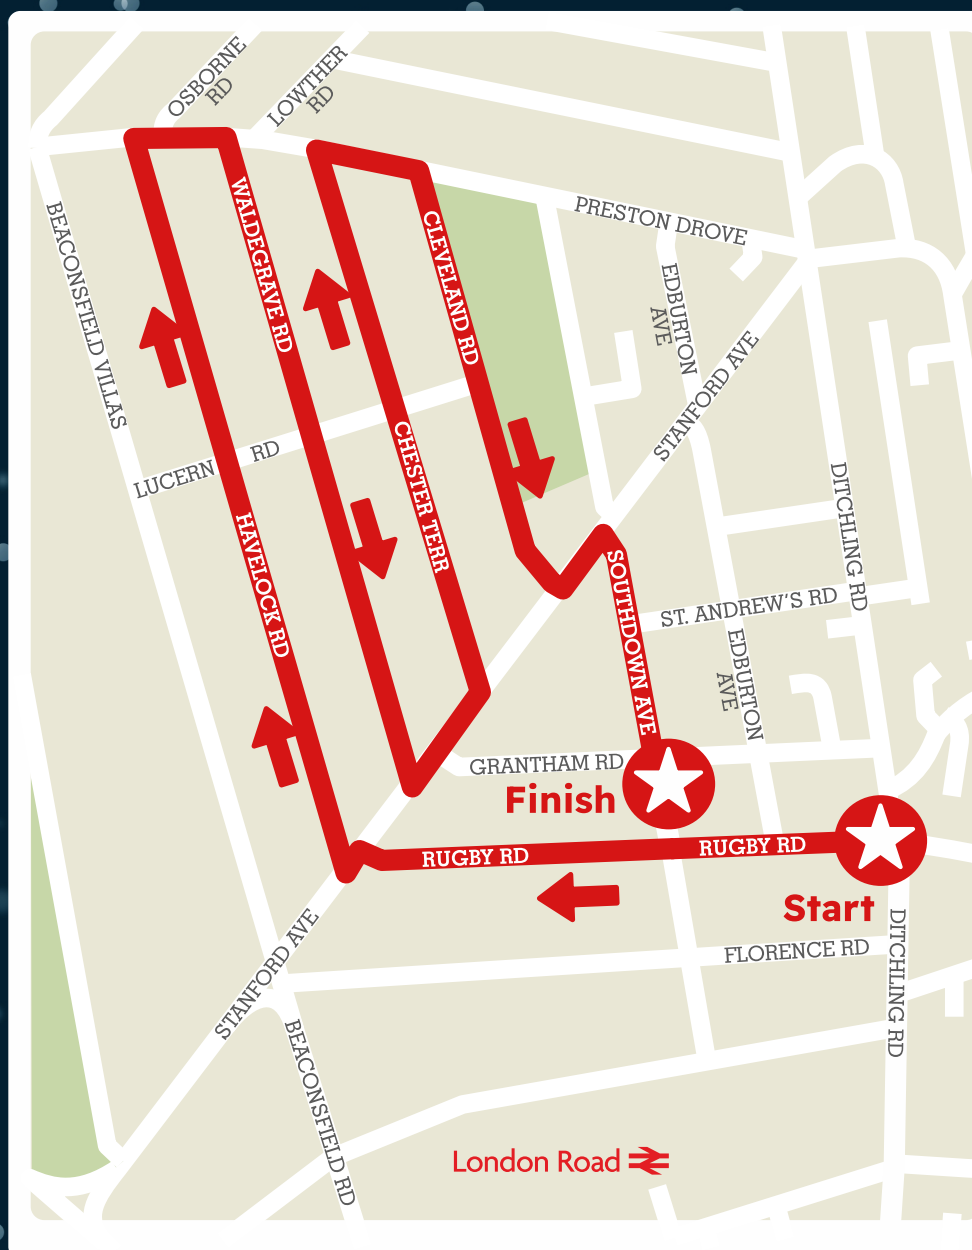 OSBORNE
RD
LOWTHER
RD
PRESTON DROVE
BEACONSFIELD VILLAS
WALDEGRAVE RD
CLEVELAND RD
EDBURTON
AVE
STANFORD AVE
LUCERN RD
CHESTER TERR
HAVELOCK RD
DITCHLING RD
SOUTHDOWN AVE
ST. ANDREW'S RD
EDBURTON
AVE
GRANTHAM RD
Finish
RUGBY RD
RUGBY RD
Start
STANFORD AVE
FLORENCE RD
DITCHLING RD
BEACONSFIELD RD
London Road